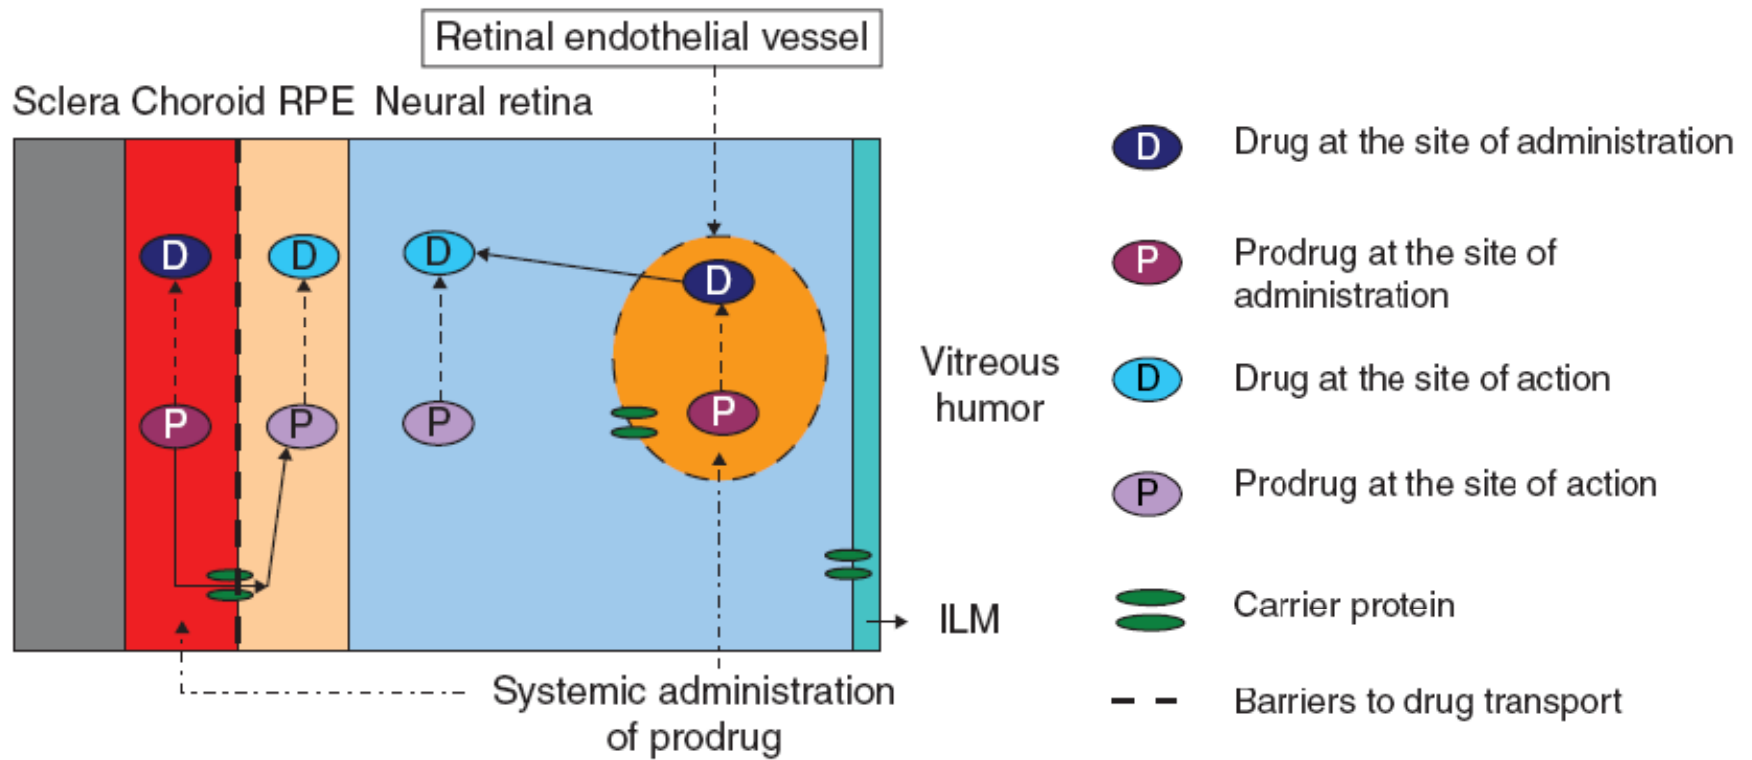 Retinal endothelial vessel
Sclera Choroid RPE Neural retina
D
D
D
D
P
P
P
P
Vitreous
humor
ILM
Systemic administration
of prodrug
D Drug at the site of administration
P Prodrug at the site of
administration
D Drug at the site of action
P Prodrug at the site of action
Carrier protein
Barriers to drug transport